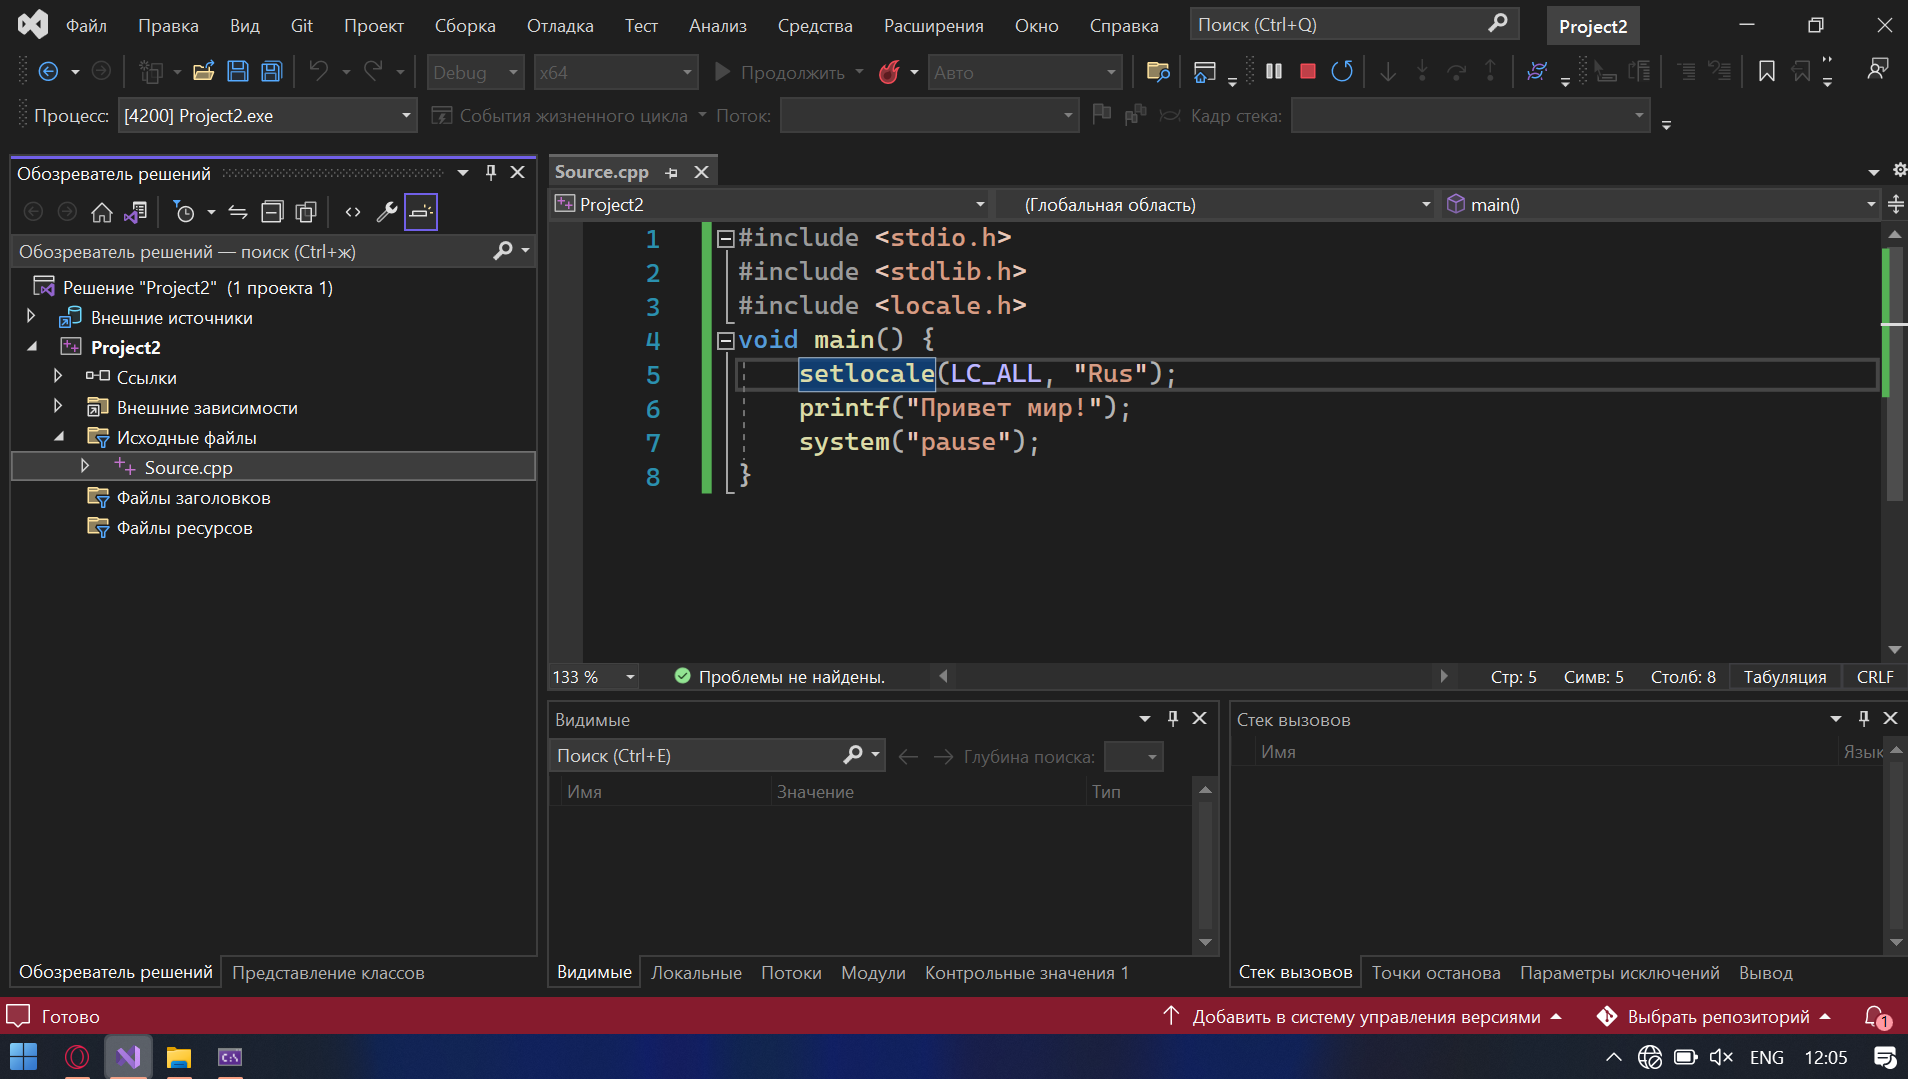 Файл Правка Вид Git Проект Сборка Отладка Тест Анализ Средства Расширения Окно Справка Поиск (Ctrl+Q) Project2
Debug x64 Продолжить Авто
Процесс: [4200] Project2.exe События жизненного цикла Поток: Кадр стека:
Обозреватель решений
Обозреватель решений — поиск (Ctrl+ж)
Решение "Project2" (1 проекта 1)
Внешние источники
Project2
Ссылки
Внешние зависимости
Исходные файлы
Source.cpp
Файлы заголовков
Файлы ресурсов
Обозреватель решений Представление классов
Source.cpp
Project2 (Глобальная область) main()
1 #include <stdio.h>
2 #include <stdlib.h>
3 #include <locale.h>
4 void main() {
5 setlocale(LC_ALL, "Rus");
6 printf("Привет мир!");
7 system("pause");
8 }
133 % Проблемы не найдены. Стр: 5 Симв: 5 Столб: 8 Табуляция CRLF
Видимые
Поиск (Ctrl+E) Глубина поиска:
Имя Значение Тип
Видимые Локальные Потоки Модули Контрольные значения 1
Стек вызовов
Имя Язык
Стек вызовов Точки останова Параметры исключений Вывод
Готово Добавить в систему управления версиями Выбрать репозиторий 1
C:\ ENG 12:05